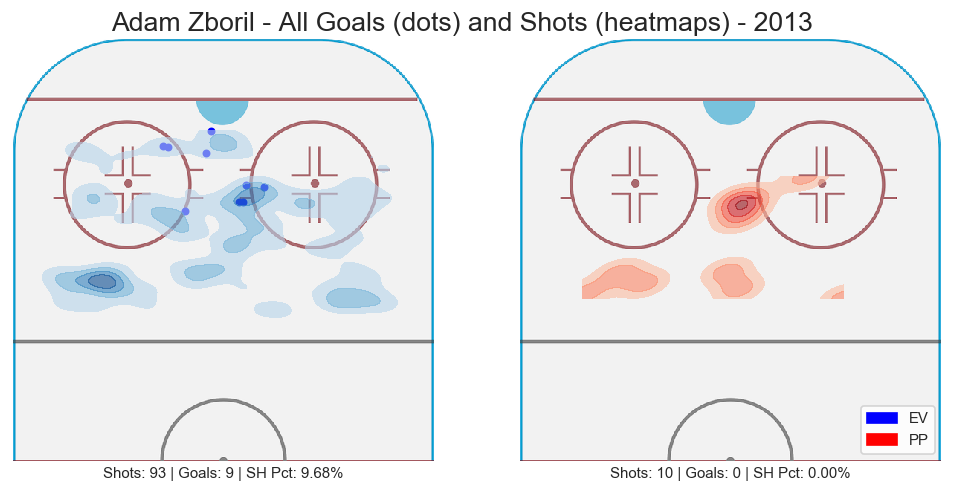 Adam Zboril - All Goals (dots) and Shots (heatmaps) - 2013
EV
PP
Shots: 93 | Goals: 9 | SH Pct: 9.68%
Shots: 10 | Goals: 0 | SH Pct: 0.00%